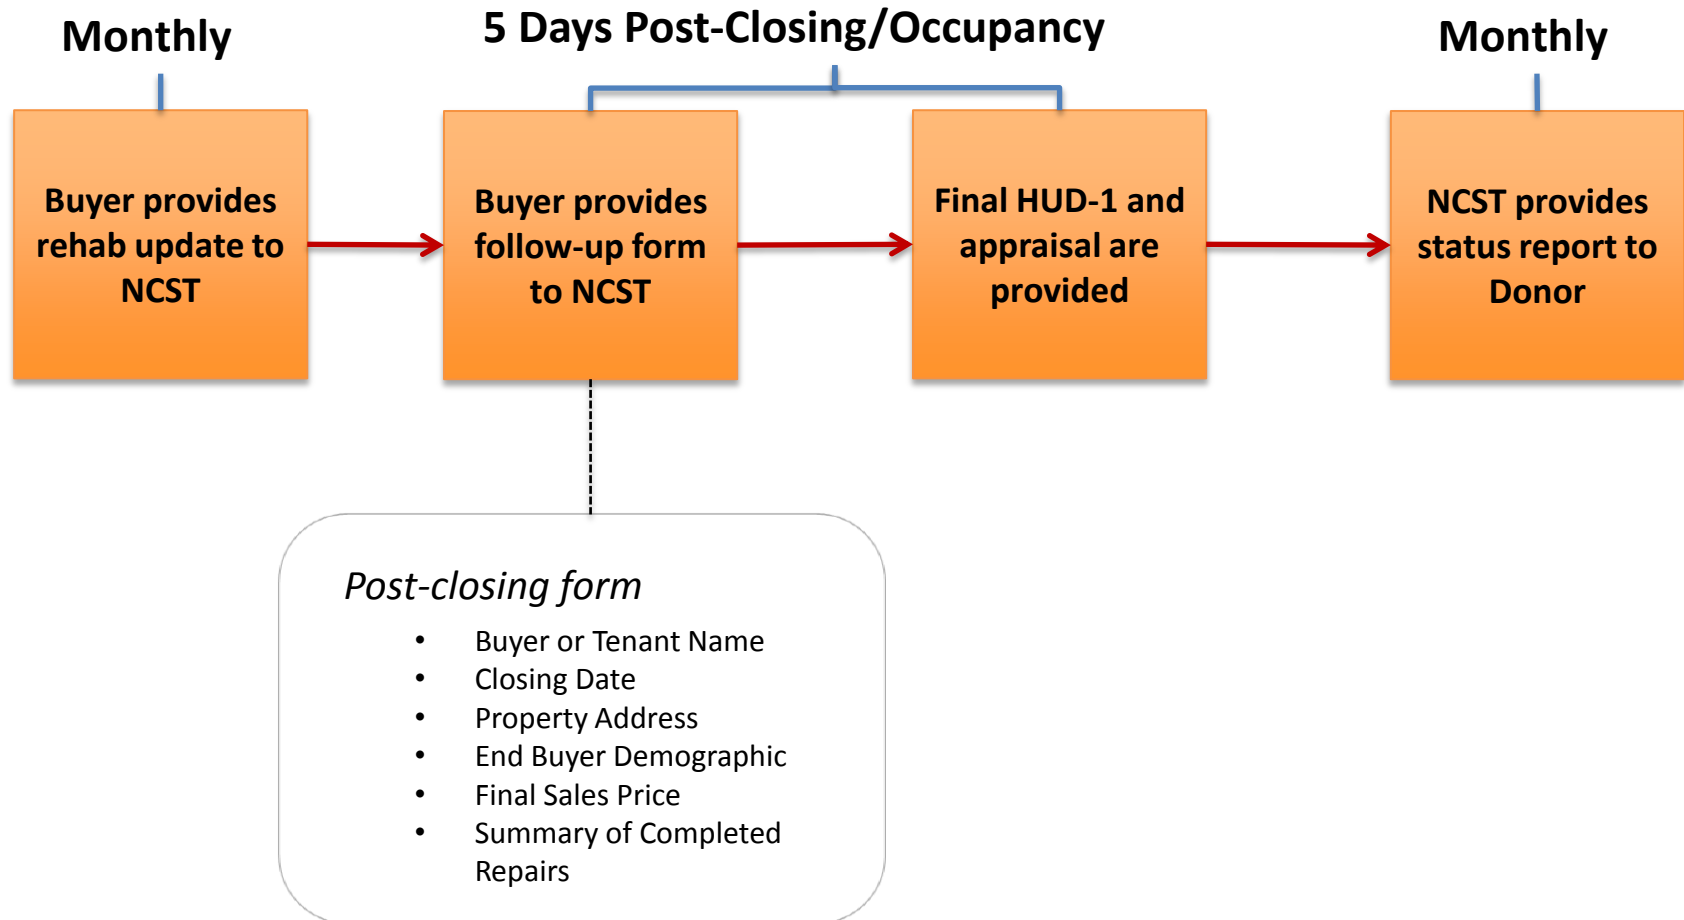 Monthly
5 Days Post-Closing/Occupancy
Monthly
Buyer provides
rehab update to
NCST
Buyer provides
follow-up form
to NCST
Final HUD-1 and
appraisal are
provided
NCST provides
status report to
Donor
Post-closing form
• Buyer or Tenant Name
• Closing Date
• Property Address
• End Buyer Demographic
• Final Sales Price
• Summary of Completed
Repairs